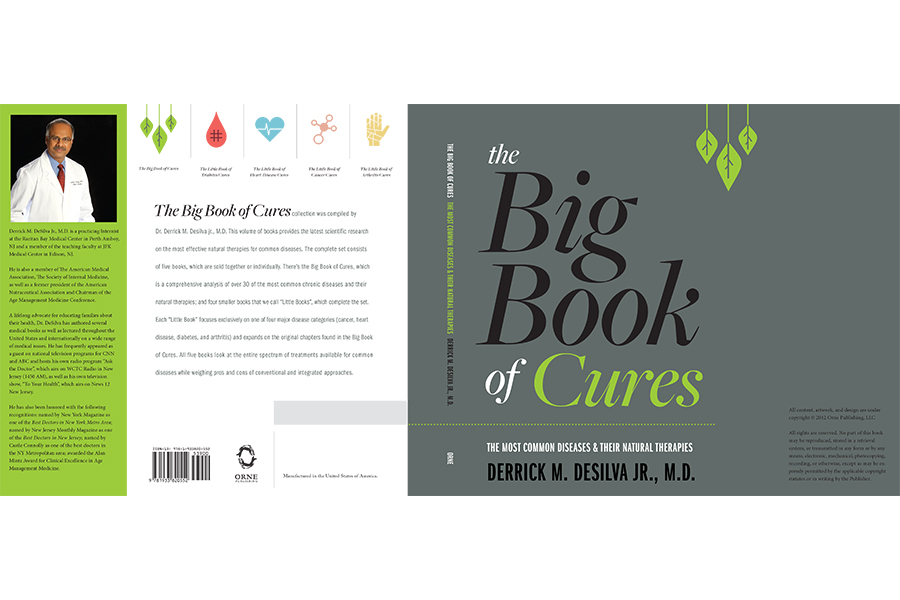 Derrick M. DeSilva Jr., M.D. is a practicing Internist
at the Raritan Bay Medical Center in Perth Amboy,
NJ and a member of the teaching faculty at JFK
Medical Center in Edison, NJ.
He is also a member of The American Medical
Association, The Society of Internal Medicine,
as well as a former president of the American
Nutraceutical Association and Chairman of the
Age Management Medicine Conference.
A lifelong advocate for educating families about
their health, Dr. DeSilva has authored several
medical books as well as lectured throughout the
United States and internationally on a wide range
of medical issues. He has frequently appeared as
a guest on national television programs for CNN
and ABC and hosts his own radio program "Ask
the Doctor", which airs on WCTC Radio in New
Jersey (1450 AM), as well as his own television
show, "To Your Health", which airs on News 12
New Jersey.
He has also been honored with the following
recognitions: named by New York Magazine as
one of the Best Doctors in New York Metro Area;
named by New Jersey Monthly Magazine as one
of the Best Doctors in New Jersey; named by
Castle Connolly as one of the best doctors in
the NY Metropolitan area; awarded the Alan
Mintz Award for Clinical Excellence in Age
Management Medicine.
The Big Book of Cures
The Little Book of
Diabetes Cures
The Little Book of
Heart Disease Cures
The Little Book of
Cancer Cures
The Little Book of
Arthritis Cures
The Big Book of Cures collection was compiled by
Dr. Derrick M. Desilva jr., M.D. This volume of books provides the latest scientific research
on the most effective natural therapies for common diseases. The complete set consists
of five books, which are sold together or individually. There's the Big Book of Cures, which
is a comprehensive analysis of over 30 of the most common chronic diseases and their
natural therapies; and four smaller books that we call "Little Books", which complete the set.
Each "Little Book" focuses exclusively on one of four major disease categories (cancer, heart
disease, diabetes, and arthritis) and expands on the original chapters found in the Big Book
of Cures. All five books look at the entire spectrum of treatments available for common
diseases while weighing pros and cons of conventional and integrated approaches.
9 781933 820552
ORNE
PUBLISHING
Manufactured in the United States of America.
THE BIG BOOK OF CURES THE MOST COMMON DISEASES & THEIR NATURAL THERAPIES DERRICK M. DESILVA JR., M.D. ORNE
the
Big
Book
of Cures
THE MOST COMMON DISEASES & THEIR NATURAL THERAPIES
DERRICK M. DESILVA JR., M.D.
All content, artwork, and design are under
copyright © 2012 Orne Publishing, LLC.
All rights are reserved. No part of this book
may be reproduced, stored in a retrieval
system, or transmitted in any form or by any
means, electronic, mechanical, photocopying,
recording, or otherwise, except as may be ex-
pressly permitted by the applicable copyright
statutes or in writing by the Publisher.